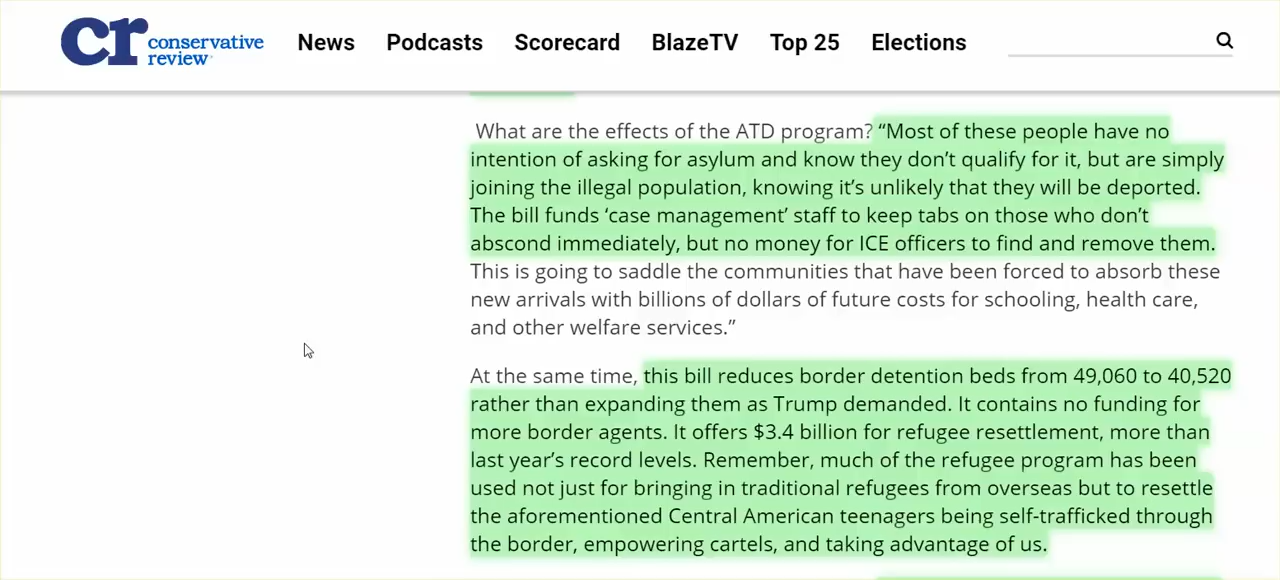 cr conservative
review
News Podcasts Scorecard BlazeTV Top 25 Elections
What are the effects of the ATD program? “Most of these people have no
intention of asking for asylum and know they don’t qualify for it, but are simply
joining the illegal population, knowing it’s unlikely that they will be deported.
The bill funds ‘case management’ staff to keep tabs on those who don’t
abscond immediately, but no money for ICE officers to find and remove them.
This is going to saddle the communities that have been forced to absorb these
new arrivals with billions of dollars of future costs for schooling, health care,
and other welfare services.”
At the same time, this bill reduces border detention beds from 49,060 to 40,520
rather than expanding them as Trump demanded. It contains no funding for
more border agents. It offers $3.4 billion for refugee resettlement, more than
last year’s record levels. Remember, much of the refugee program has been
used not just for bringing in traditional refugees from overseas but to resettle
the aforementioned Central American teenagers being self-trafficked through
the border, empowering cartels, and taking advantage of us.